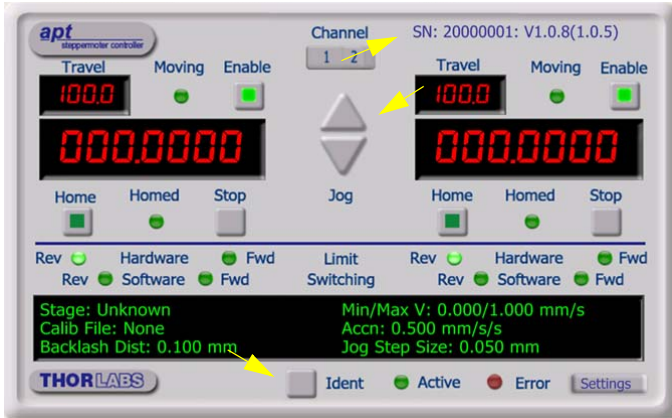 apt
steppermotor controller
Channel
1 2
SN: 20000001: V1.0.8(1.0.5)
Travel Moving Enable
Travel Moving Enable
100.0
100.0
000.0000
000.0000
Home Homed Stop
Jog
Home Homed Stop
Rev Hardware Fwd
Limit
Rev Hardware Fwd
Rev Software Fwd
Switching
Rev Software Fwd
Stage: Unknown
Min/Max V: 0.000/1.000 mm/s
Calib File: None
Accn: 0.500 mm/s/s
Backlash Dist: 0.100 mm
Jog Step Size: 0.050 mm
THORLABS
Ident Active Error Settings